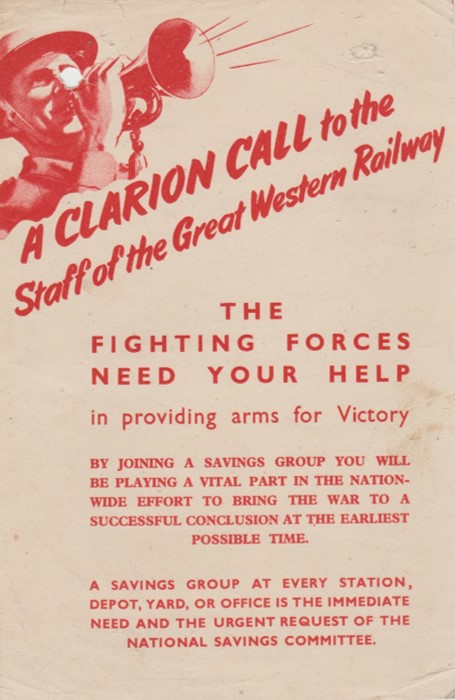 A CLARION CALL to the
Staff of the Great Western Railway
THE
FIGHTING FORCES
NEED YOUR HELP
in providing arms for Victory
BY JOINING A SAVINGS GROUP YOU WILL
BE PLAYING A VITAL PART IN THE NATION-
WIDE EFFORT TO BRING THE WAR TO A
SUCCESSFUL CONCLUSION AT THE EARLIEST
POSSIBLE TIME.
A SAVINGS GROUP AT EVERY STATION,
DEPOT, YARD, OR OFFICE IS THE IMMEDIATE
NEED AND THE URGENT REQUEST OF THE
NATIONAL SAVINGS COMMITTEE.